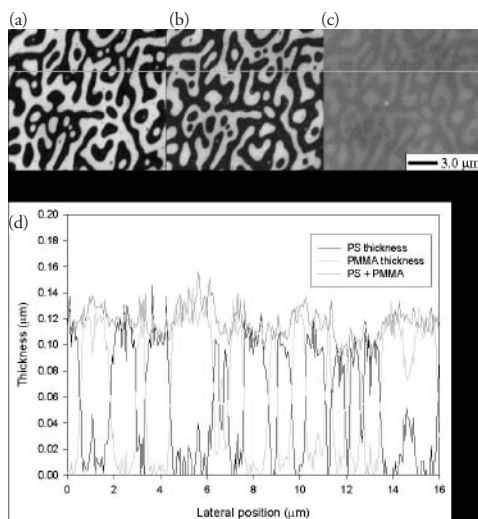 (a) (b) (c)
3.0 μm
(d)
0.20
0.18
0.16
0.14
0.12
0.10
0.08
0.06
0.04
0.02
0.00
Thickness (μm)
PS thickness
PMMA thickness
PS + PMMA
0 2 4 6 8 10 12 14 16
Lateral position (μm)